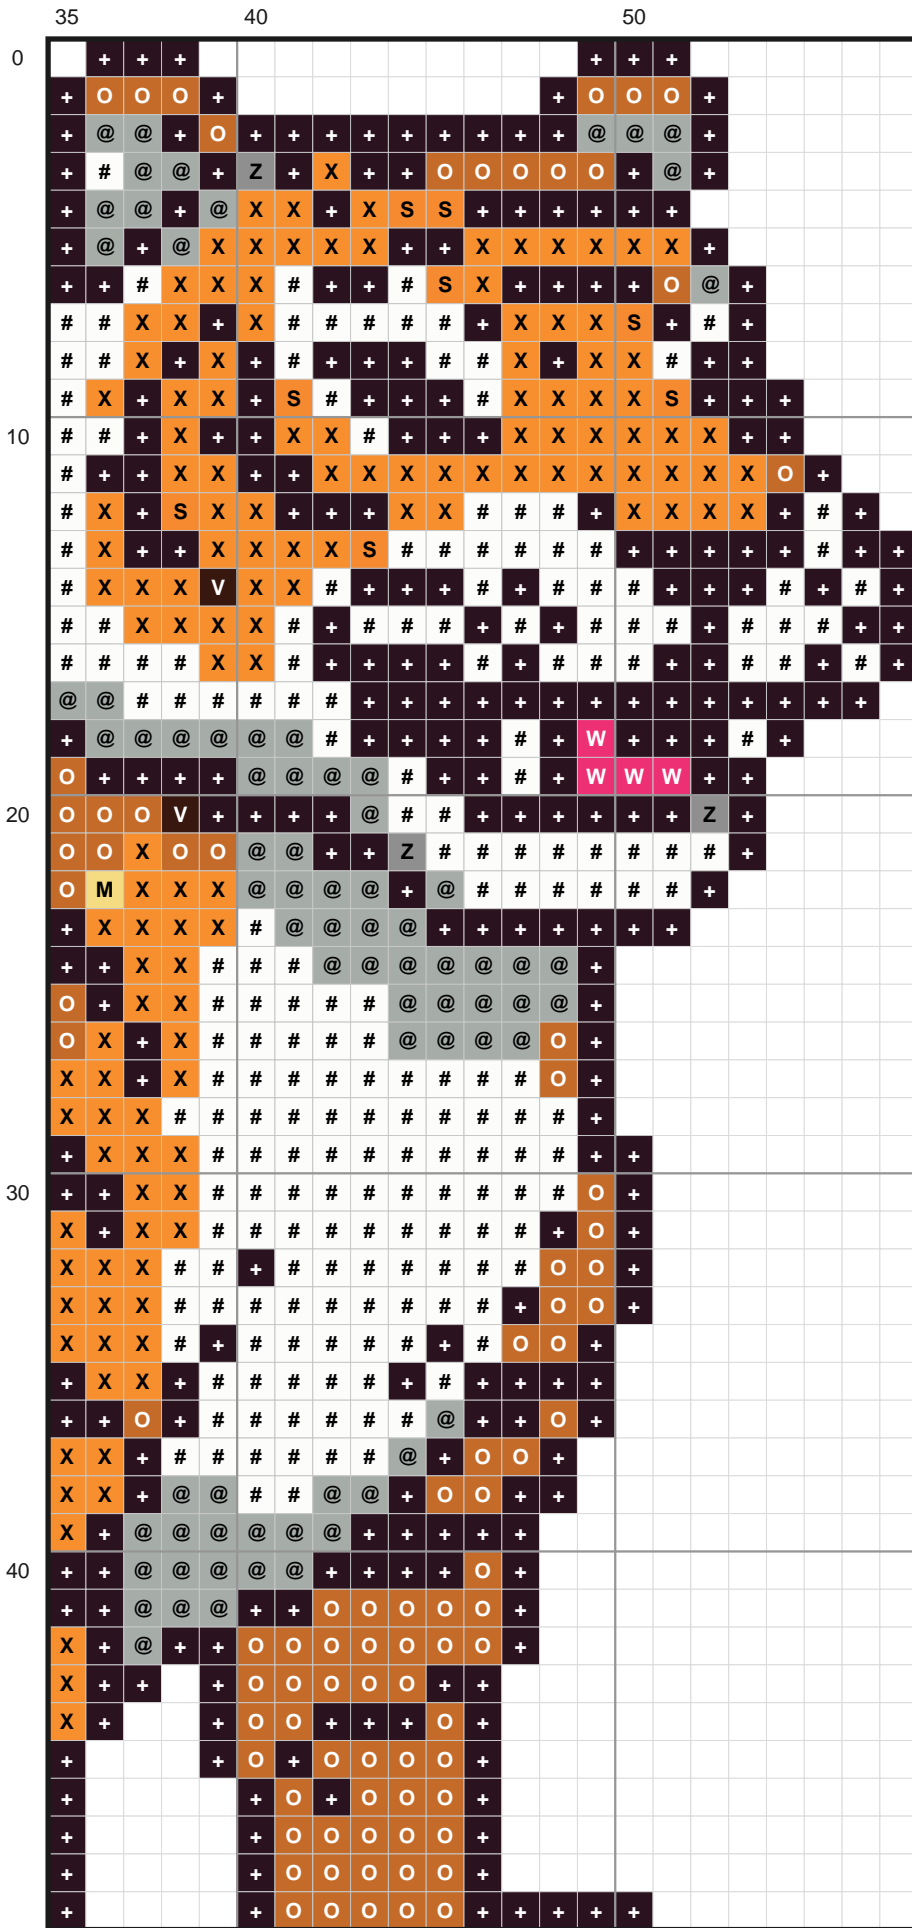 35 40 50
0 + + + + + +
+ O O O + + O O O +
+ @ @ + O + + + + + + + + + @ @ @ +
+ # @ @ + Z + X + + O O O O O + @ +
+ @ @ + @ X X + X S S + + + + + +
+ @ + @ X X X X X + + X X X X X X +
+ + # X X X # + + # S X + + + + O @ +
# # X X + X # # # # # + X X X S + # +
# # X + X + # + + + # # X + X X # + +
# X + X X + S # + + + # X X X X S + + +
10 # # + X + + X X # + + + X X X X X X + +
# + + X X + + X X X X X X X X X X X X O +
# X + S X X + + + X X # # # + X X X X + # +
# X + + X X X X S # # # # # # + + + + + # + +
# X X X V X X # + + + # + # # # + + + # + # +
# # X X X X # + # # # + # + # # # + # # # + +
# # # # X X # + + + + # + # # # + + # # + # +
@ @ # # # # # # + + + + + + + + + + + + + +
+ @ @ @ @ @ @ # + + + + # + W + + + # +
O + + + + @ @ @ @ # + + # + W W W + +
20 O O O V + + + + @ # # + + + + + + Z +
O O X O O @ @ + + Z # # # # # # # # +
O M X X X @ @ @ @ + @ # # # # # # +
+ X X X X # @ @ @ @ + + + + + + +
+ + X X # # # @ @ @ @ @ @ @ +
O + X X # # # # # @ @ @ @ @ +
O X + X # # # # # @ @ @ @ O +
X X + X # # # # # # # # # O +
X X X # # # # # # # # # # # +
+ X X X # # # # # # # # # # + +
30 + + X X # # # # # # # # # # O +
X + X X # # # # # # # # # + O +
X X X # # + # # # # # # # O O +
X X X # # # # # # # # # + O O +
X X X # + # # # # # + # O O +
+ X X + # # # # # + # + + + +
+ + O + # # # # # # @ + + O +
X X + # # # # # # @ + O O +
X X + @ @ # # @ @ + O O + +
X + @ @ @ @ @ @ + + + + +
40 + + @ @ @ @ @ + + + + O +
+ + @ @ @ + + O O O O O +
X + @ + + O O O O O O O +
X + + + O O O O O + +
X + + O O + + + O +
+ + O + O O O O +
+ + O + O O O +
+ + O O O O O +
+ + O O O O O +
+ + O O O O O + + + + +